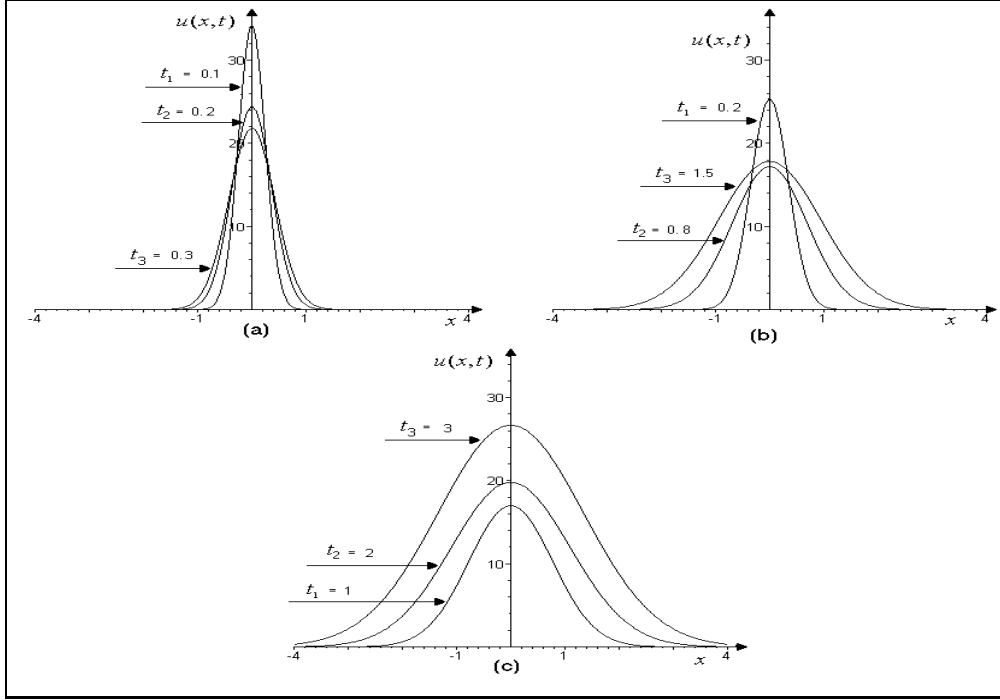 u(x,t)
30
t₁ = 0.1
t₂ = 0.2
20
10
t₃ = 0.3
-4 -1 1 x 4
(a)
u(x,t)
30
t₁ = 0.2
20
t₃ = 1.5
t₂ = 0.8
10
-4 -1 1 x 4
(b)
u(x,t)
30
t₃ = 3
20
t₂ = 2
10
t₁ = 1
-4 -1 1 x 4
(c)